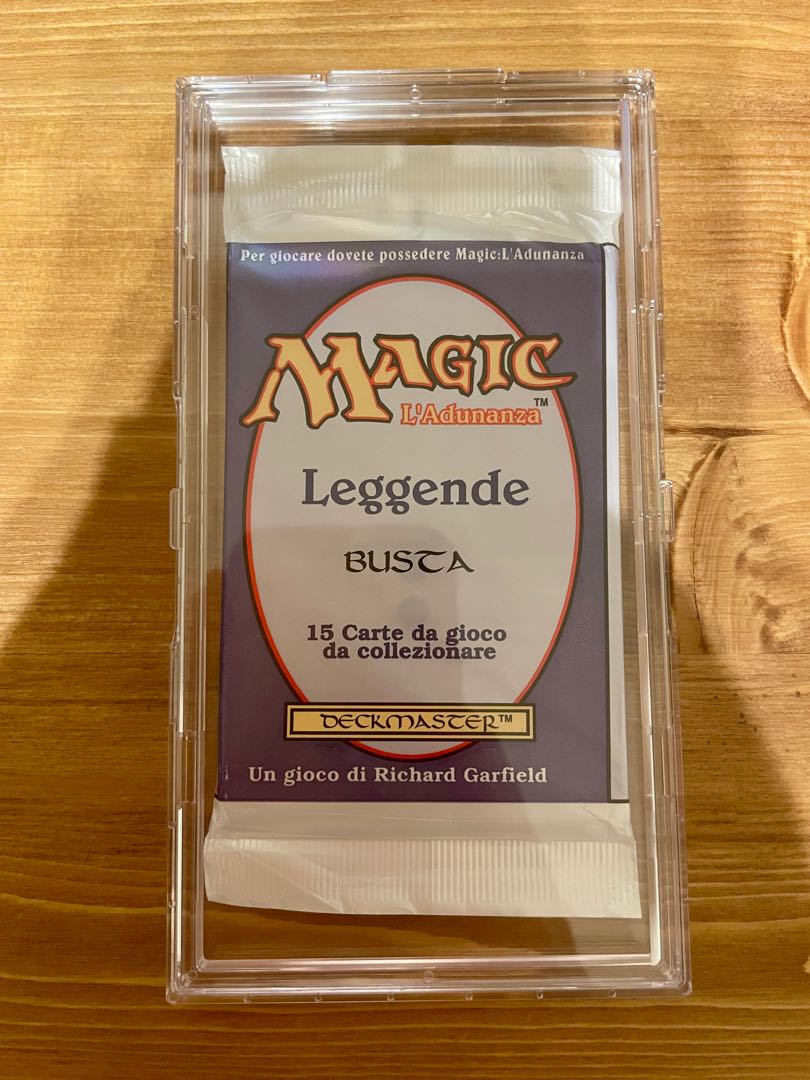 Per giocare dovete possedere Magic:L'Adunanza
MAGIC
L'Adunanza™
Leggende
BUSTA
15 Carte da gioco
da collezionare
DECKMASTER™
Un gioco di Richard Garfield